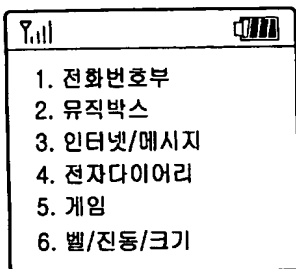 1. 전화번호부
2. 뮤직박스
3. 인터넷/메시지
4. 전자다이어리
5. 게임
6. 벨/진동/크기